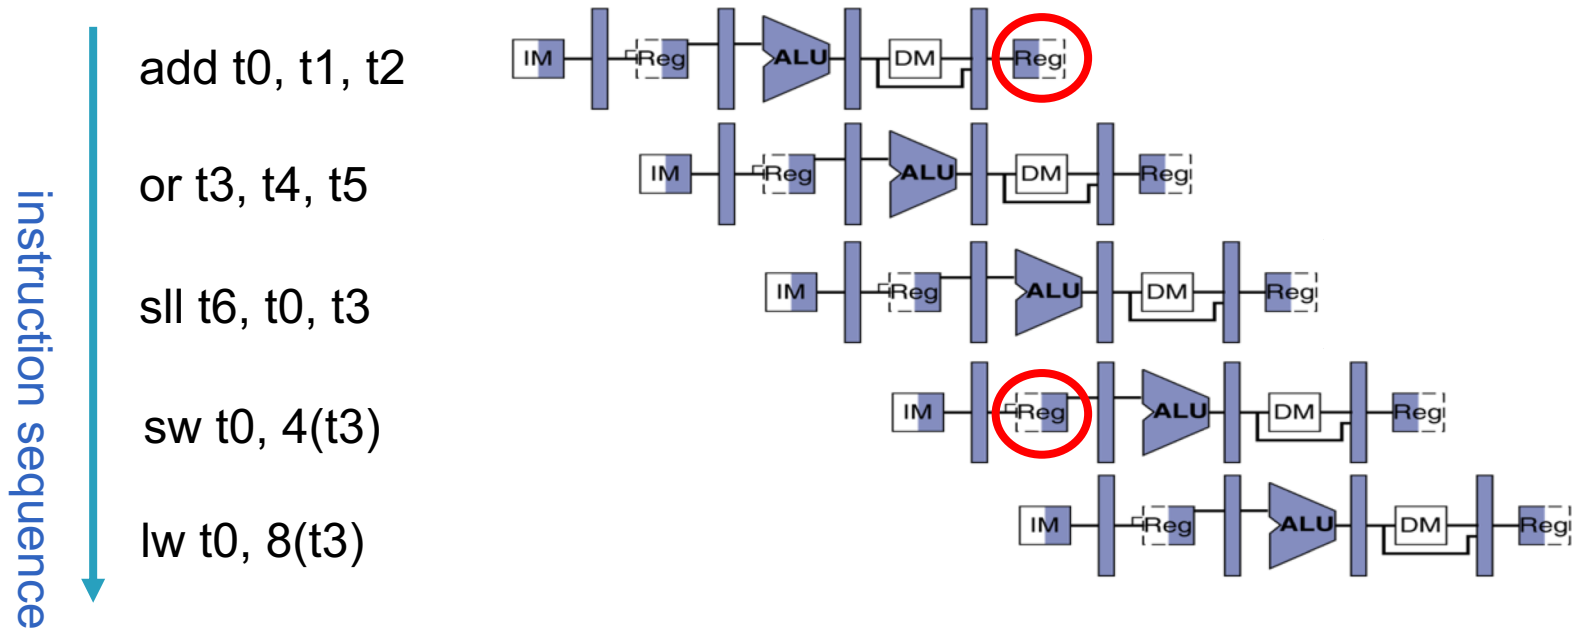 instruction sequence
add t0, t1, t2
IM Reg ALU DM Reg
or t3, t4, t5
IM Reg ALU DM Reg
sll t6, t0, t3
IM Reg ALU DM Reg
sw t0, 4(t3)
IM Reg ALU DM Reg
lw t0, 8(t3)
IM Reg ALU DM Reg